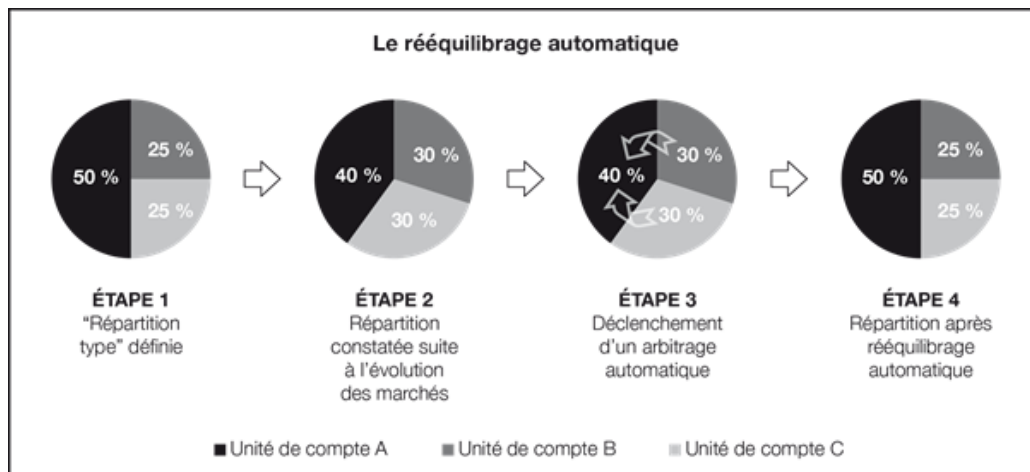 Le rééquilibrage automatique
50 %
25 %
25 %
40 %
30 %
30 %
40 %
30 %
30 %
50 %
25 %
25 %
ÉTAPE 1
“Répartition
type” définie
ÉTAPE 2
Répartition
constatée suite
à l’évolution
des marchés
ÉTAPE 3
Déclenchement
d’un arbitrage
automatique
ÉTAPE 4
Répartition après
rééquilibrage
automatique
Unité de compte A
Unité de compte B
Unité de compte C